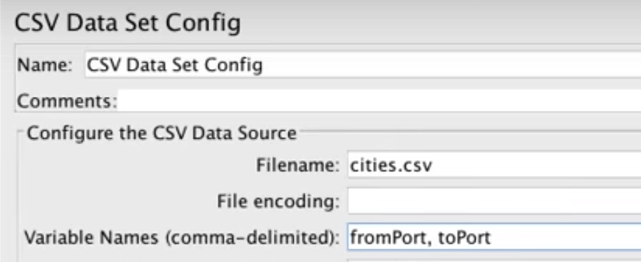 CSV Data Set Config
Name: CSV Data Set Config
Comments:
Configure the CSV Data Source
Filename: cities.csv
File encoding:
Variable Names (comma-delimited): fromPort, toPort